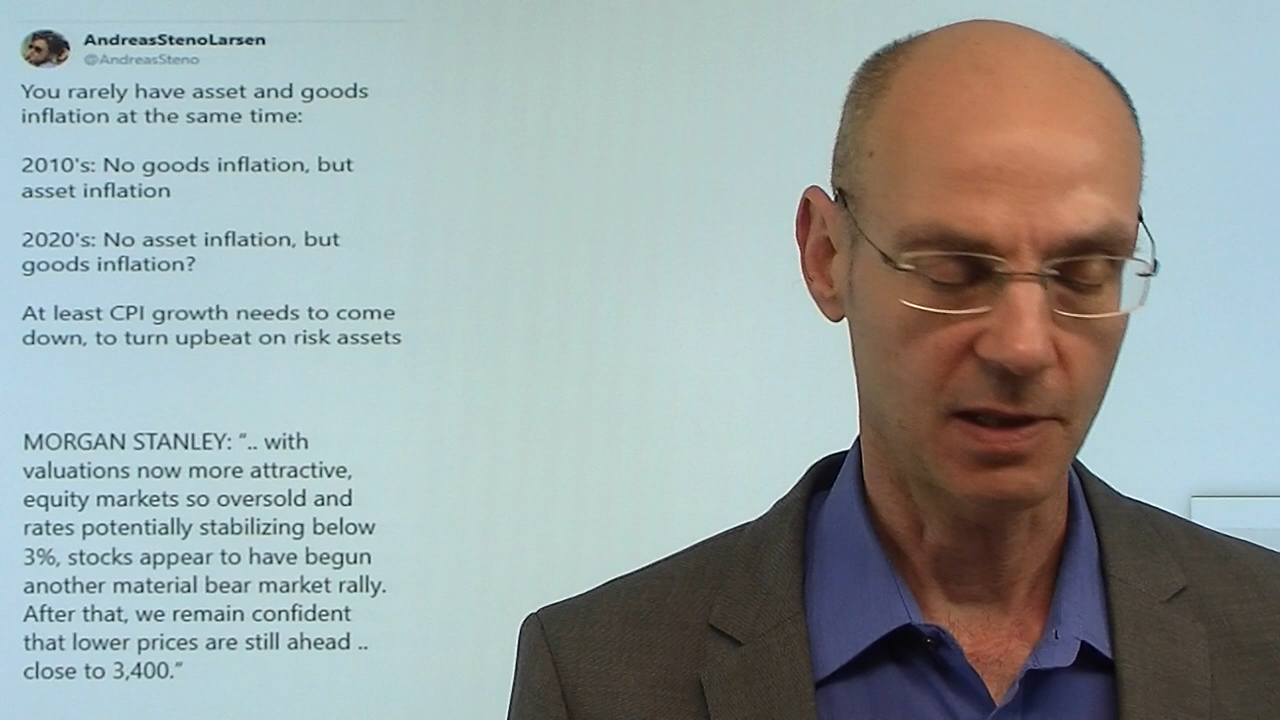 AndreasStenoLarsen
@AndreasSteno
You rarely have asset and goods
inflation at the same time:
2010's: No goods inflation, but
asset inflation
2020's: No asset inflation, but
goods inflation?
At least CPI growth needs to come
down, to turn upbeat on risk assets
MORGAN STANLEY: “.. with
valuations now more attractive,
equity markets so oversold and
rates potentially stabilizing below
3%, stocks appear to have begun
another material bear market rally.
After that, we remain confident
that lower prices are still ahead ..
close to 3,400.”